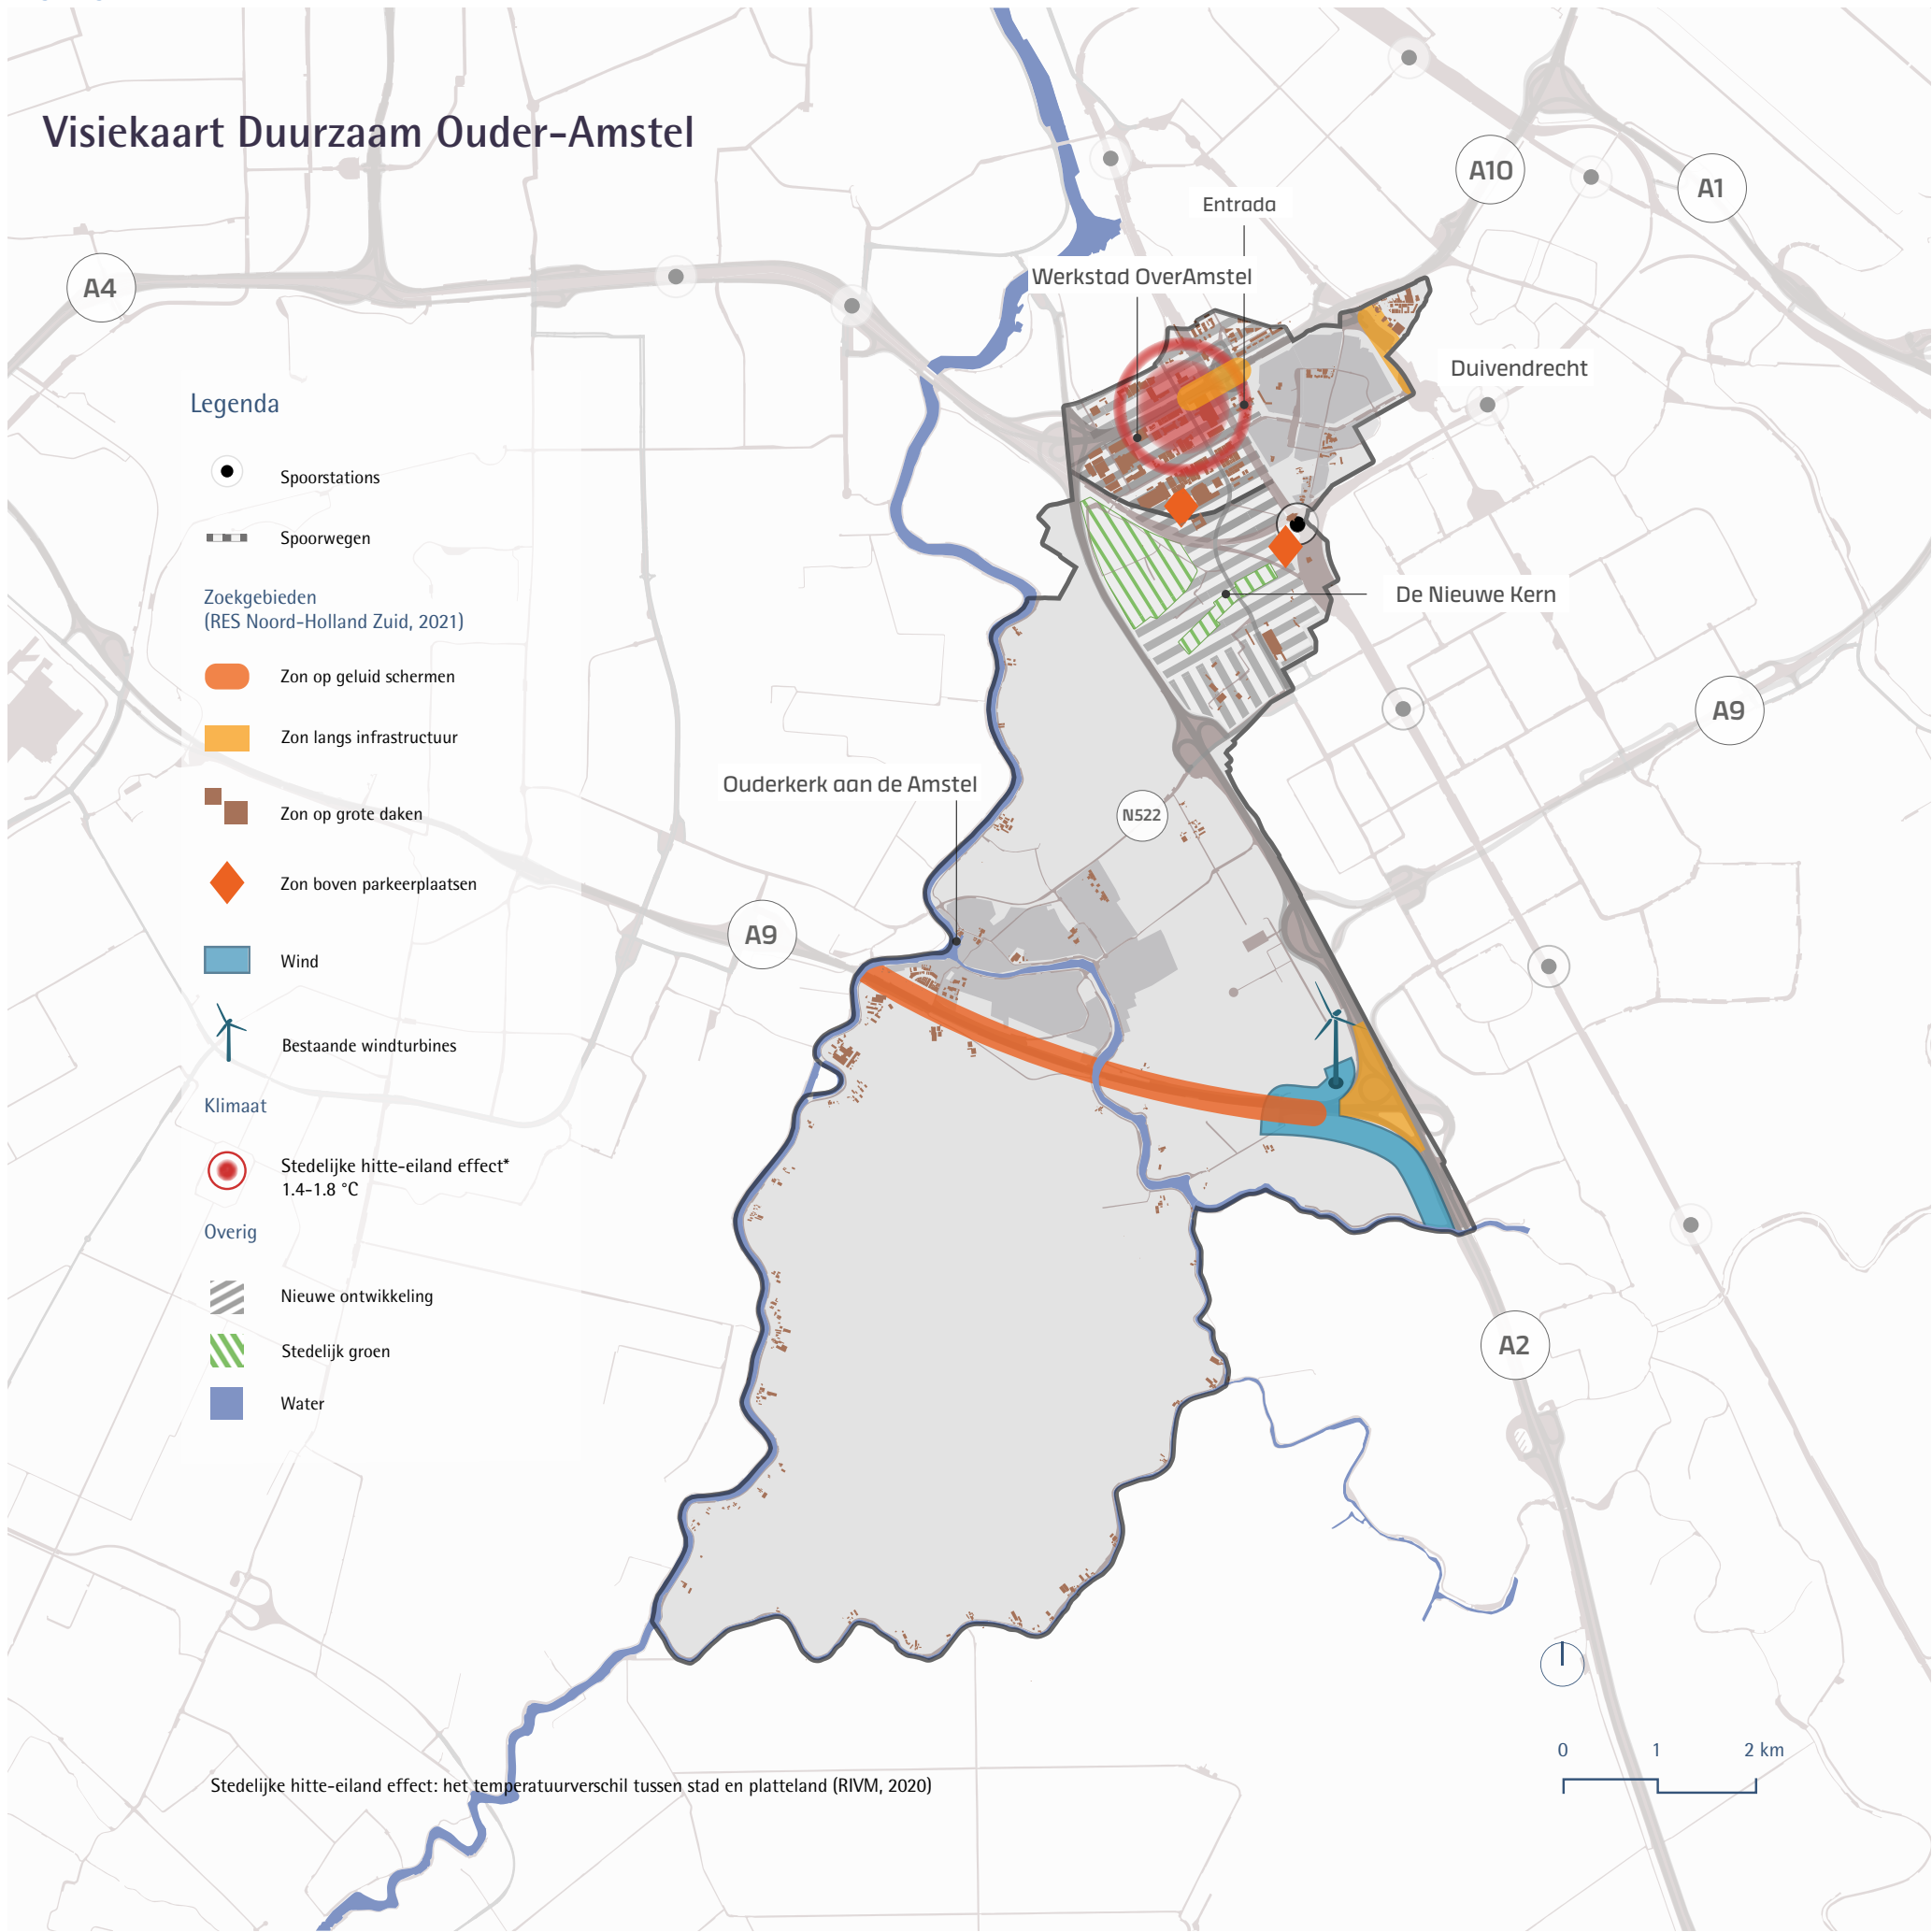 Visiekaart Duurzaam Ouder-Amstel
A10
A1
Entrada
Werkstad OverAmstel
A4
Duivendrecht
Legenda
Spoorstations
Spoorwegen
Zoekgebieden
(RES Noord-Holland Zuid, 2021)
De Nieuwe Kern
Zon op geluid schermen
A9
Zon langs infrastructuur
Ouderkerk aan de Amstel
Zon op grote daken
N522
Zon boven parkeerplaatsen
A9
Wind
Bestaande windturbines
Klimaat
Stedelijke hitte-eiland effect*
1.4-1.8 °C
Overig
Nieuwe ontwikkeling
A2
Stedelijk groen
Water
0 1 2 km
Stedelijke hitte-eiland effect: het temperatuurverschil tussen stad en platteland (RIVM, 2020)